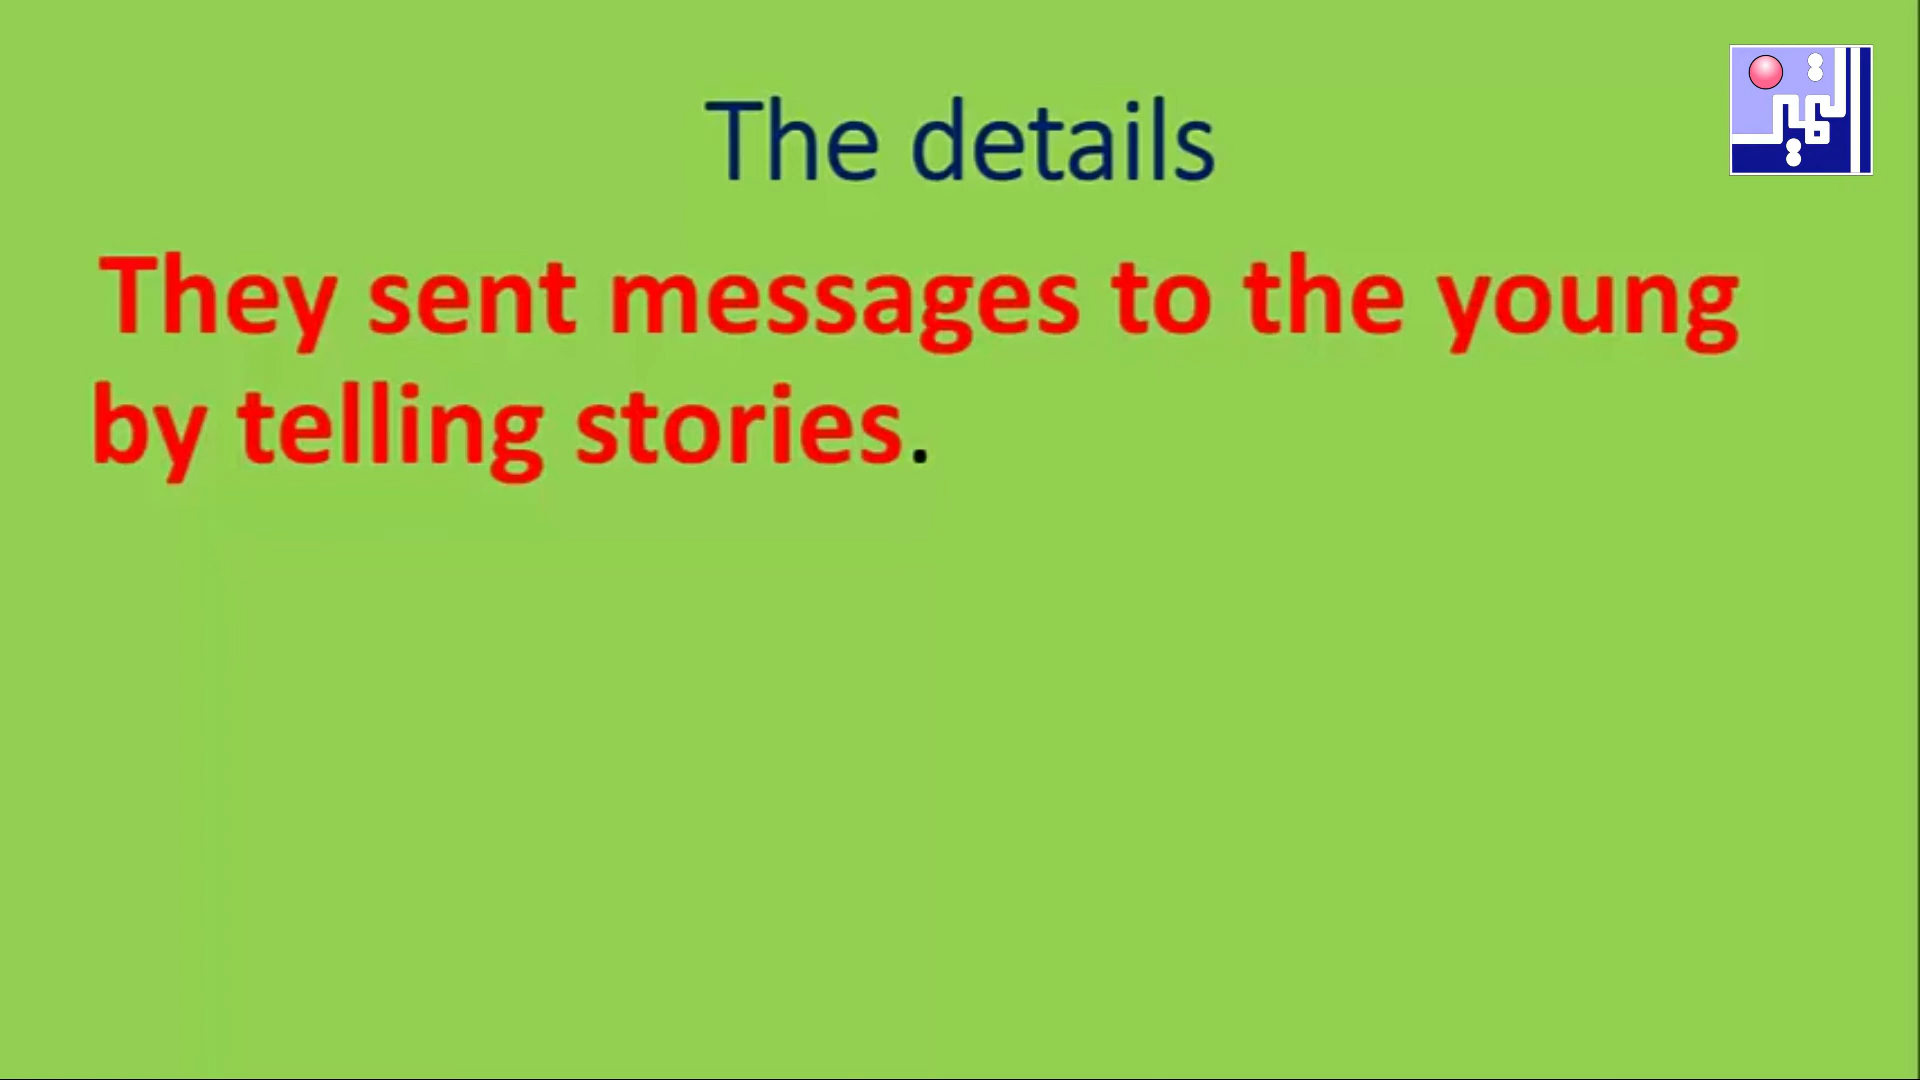 The details
They sent messages to the young
by telling stories.